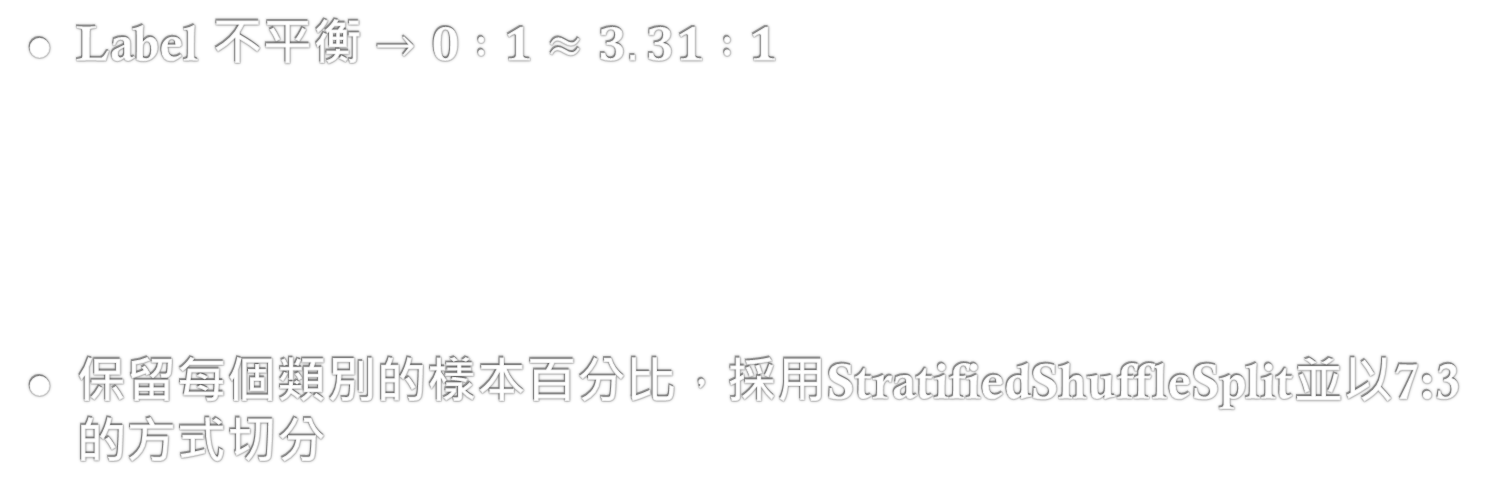 ○ Label 不平衡 → 0 : 1 ≈ 3.31 : 1
○ 保留每個類別的樣本百分比，採用StratifiedShuffleSplit並以7:3
的方式切分